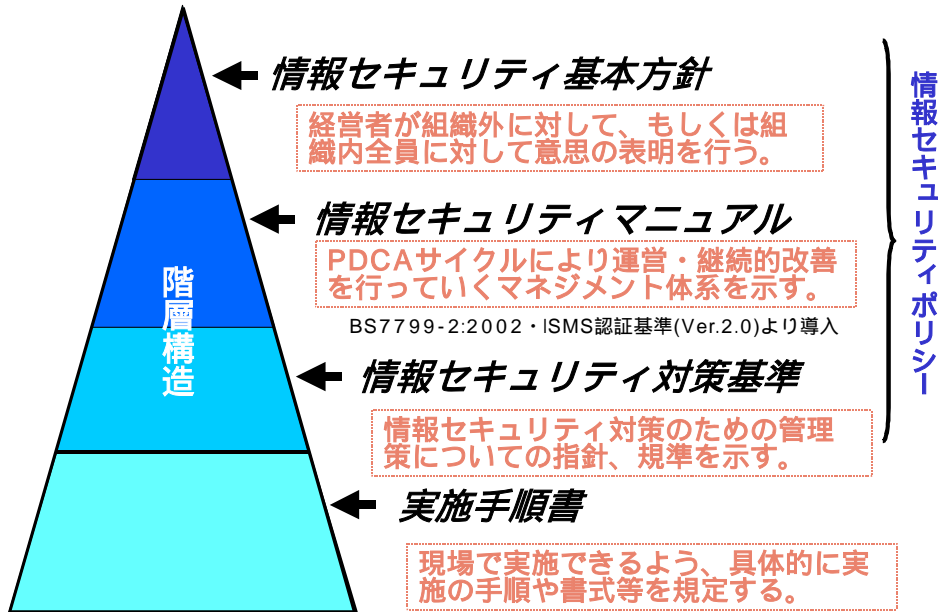 情報セキュリティ基本方針
経営者が組織外に対して、もしくは組
織内全員に対して意思の表明を行う。
情報セキュリティマニュアル
PDCAサイクルにより運営・継続的改善
を行っていくマネジメント体系を示す。
BS7799-2:2002・ISMS認証基準(Ver.2.0)より導入
情報セキュリティ対策基準
情報セキュリティ対策のための管理
策についての指針、規準を示す。
実施手順書
現場で実施できるよう、具体的に実
施の手順や書式等を規定する。
階層構造
情報セキュリティポリシー